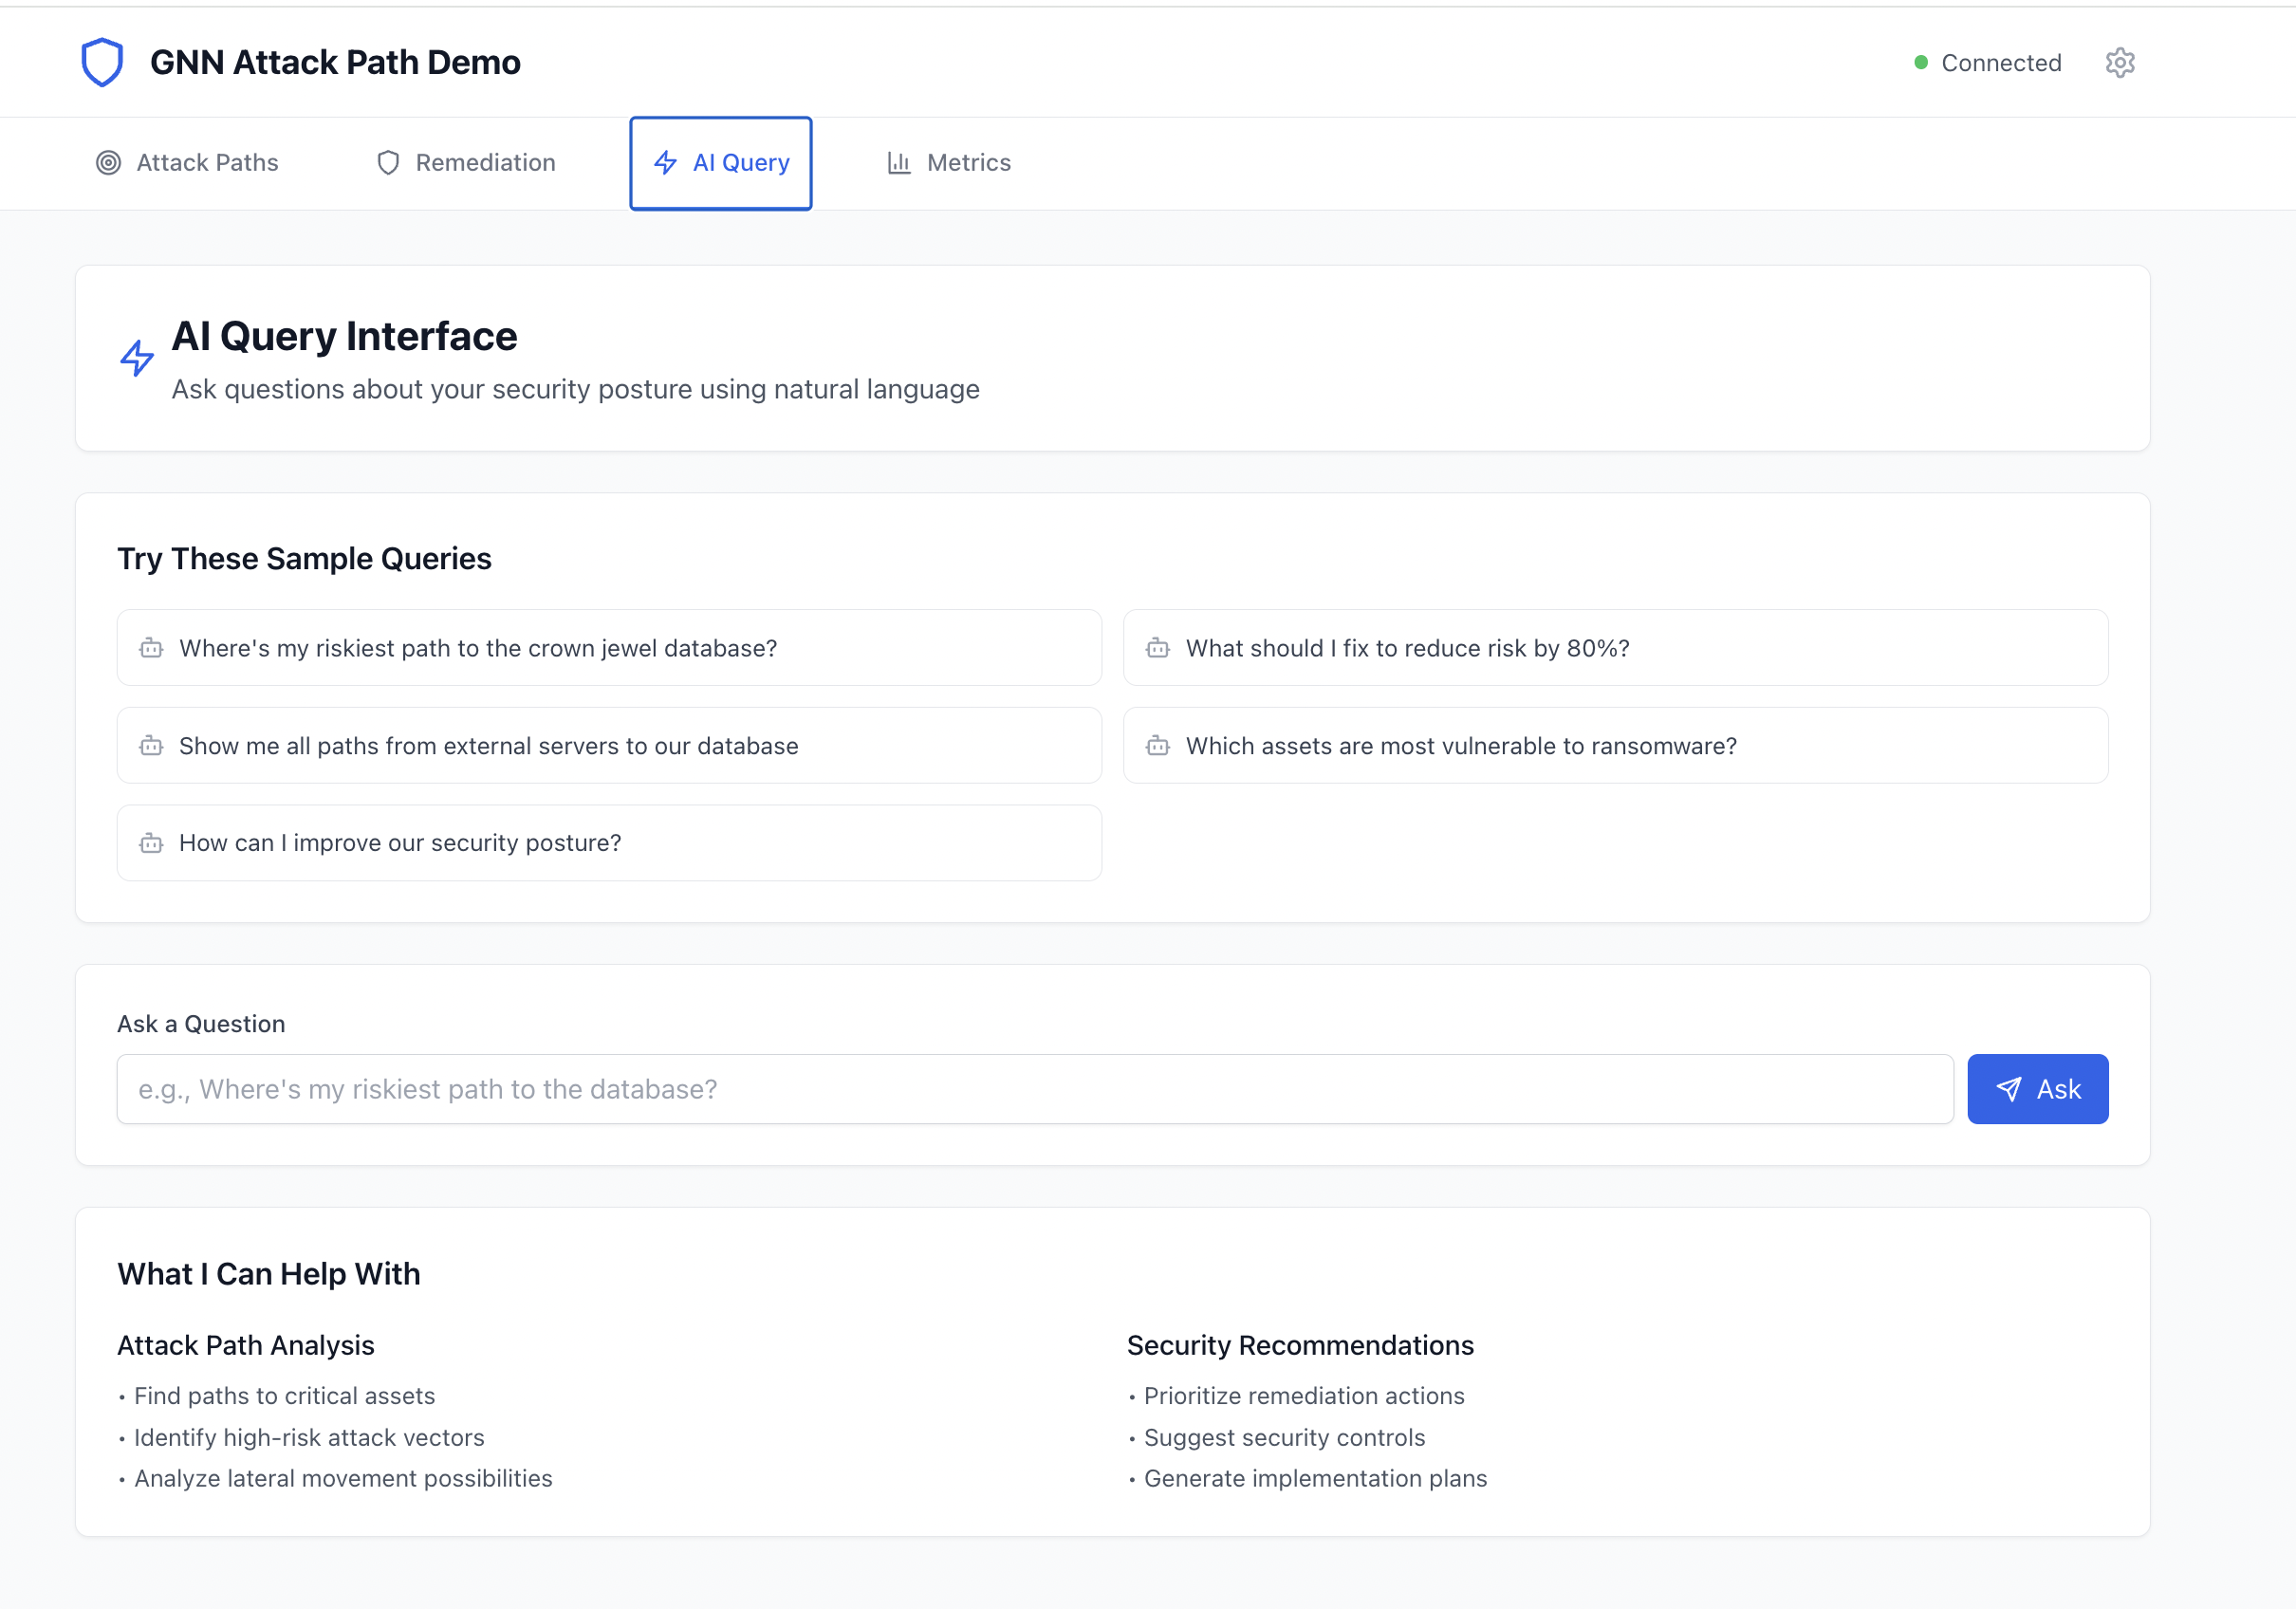 GNN Attack Path Demo
Connected
Attack Paths
Remediation
AI Query
Metrics
AI Query Interface
Ask questions about your security posture using natural language
Try These Sample Queries
Where's my riskiest path to the crown jewel database?
What should I fix to reduce risk by 80%?
Show me all paths from external servers to our database
Which assets are most vulnerable to ransomware?
How can I improve our security posture?
Ask a Question
e.g., Where's my riskiest path to the database?
Ask
What I Can Help With
Attack Path Analysis
• Find paths to critical assets
• Identify high-risk attack vectors
• Analyze lateral movement possibilities
Security Recommendations
• Prioritize remediation actions
• Suggest security controls
• Generate implementation plans